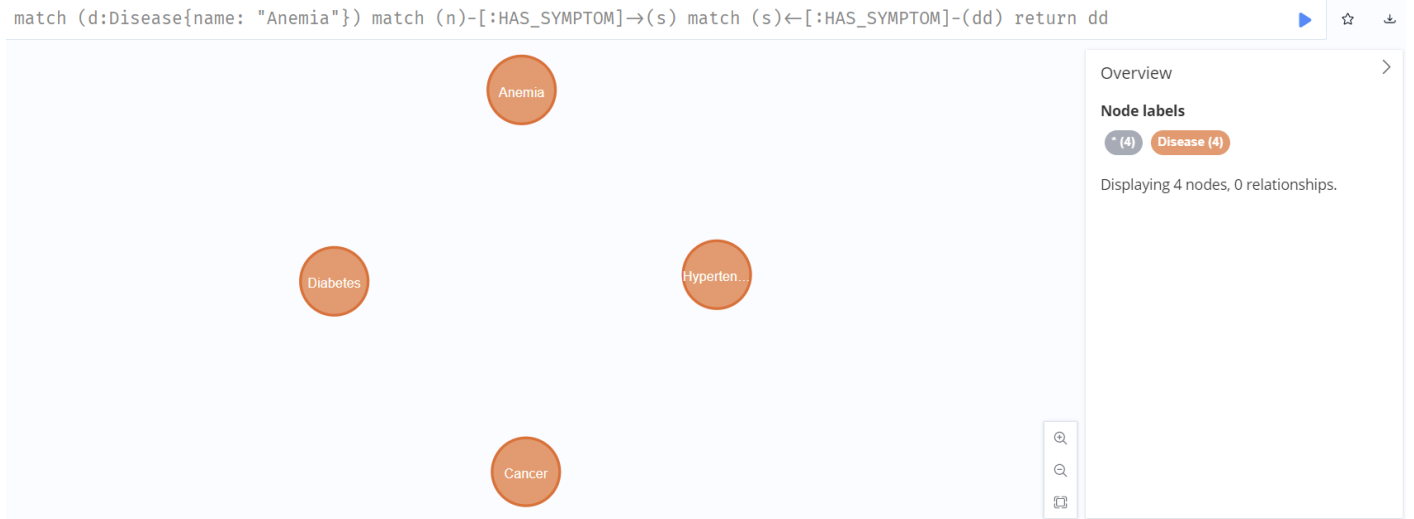 match (d:Disease{name: "Anemia"}) match (n)-[:HAS_SYMPTOM]→(s) match (s)←[:HAS_SYMPTOM]-(dd) return dd
Overview
Node labels
* (4) Disease (4)
Displaying 4 nodes, 0 relationships.
Anemia
Diabetes
Hyperten...
Cancer